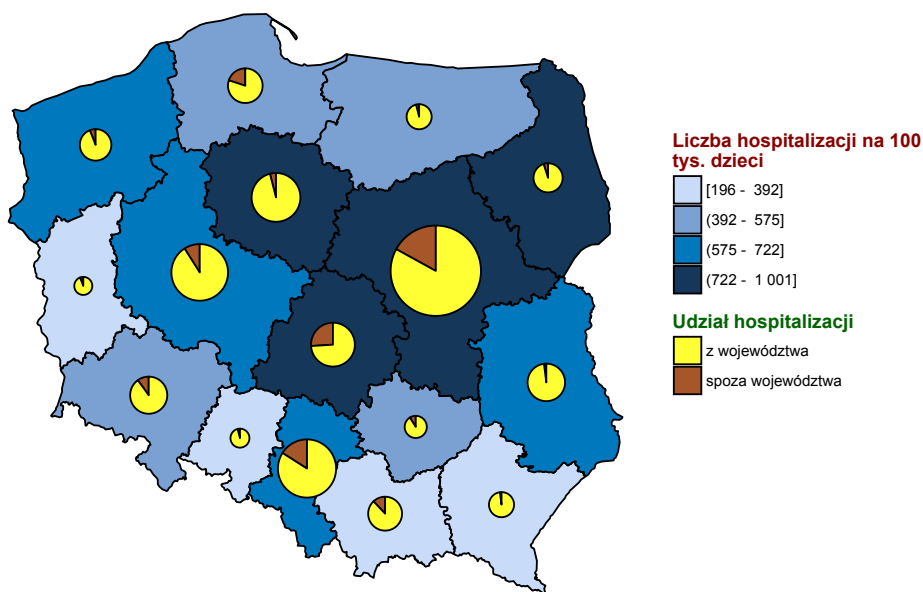 Liczba hospitalizacji na 100
tys. dzieci
[196 - 392]
(392 - 575]
(575 - 722]
(722 - 1 001]
Udział hospitalizacji
z województwa
spoza województwa